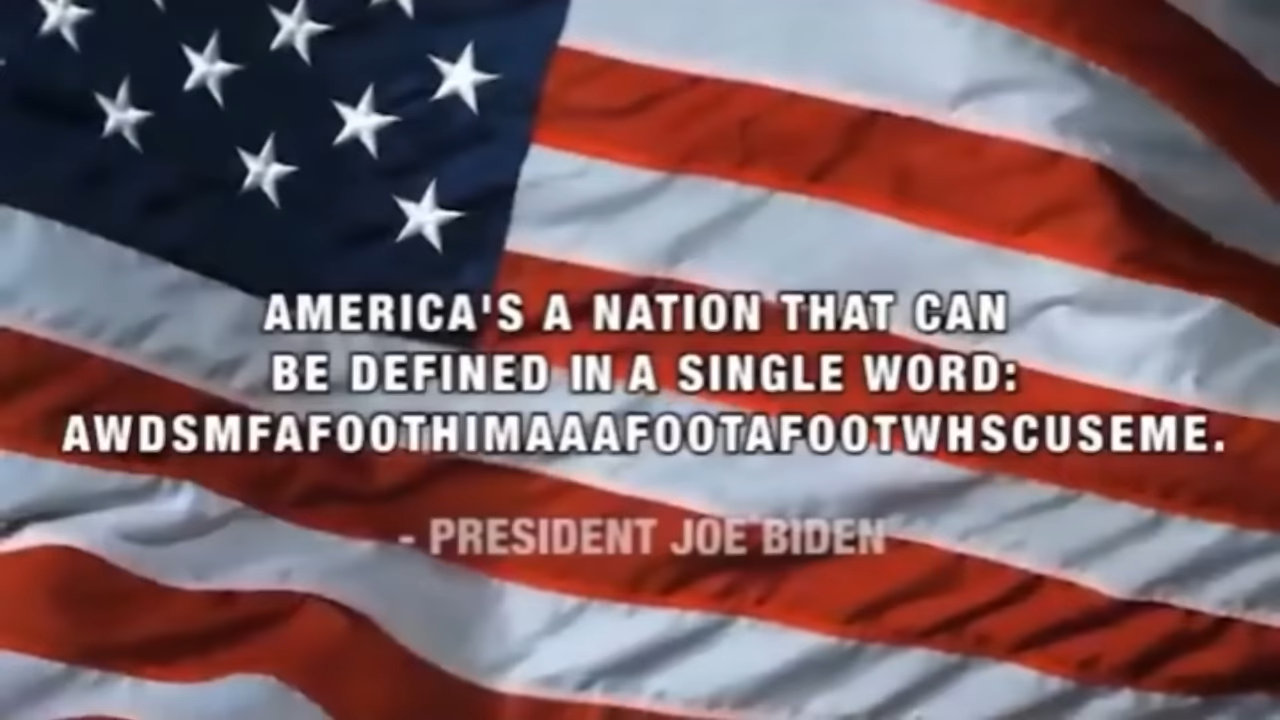 AMERICA'S A NATION THAT CAN
BE DEFINED IN A SINGLE WORD:
AWDSMFAFOOTHIMAAAFOOTAFOOTWHSCUSEME.
- PRESIDENT JOE BIDEN